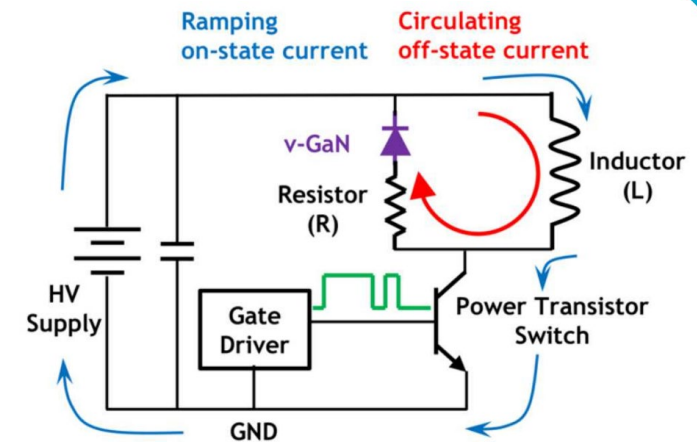 Ramping
on-state current
Circulating
off-state current
v-GaN
Resistor
(R)
Inductor
(L)
HV
Supply
Gate
Driver
Power Transistor
Switch
GND